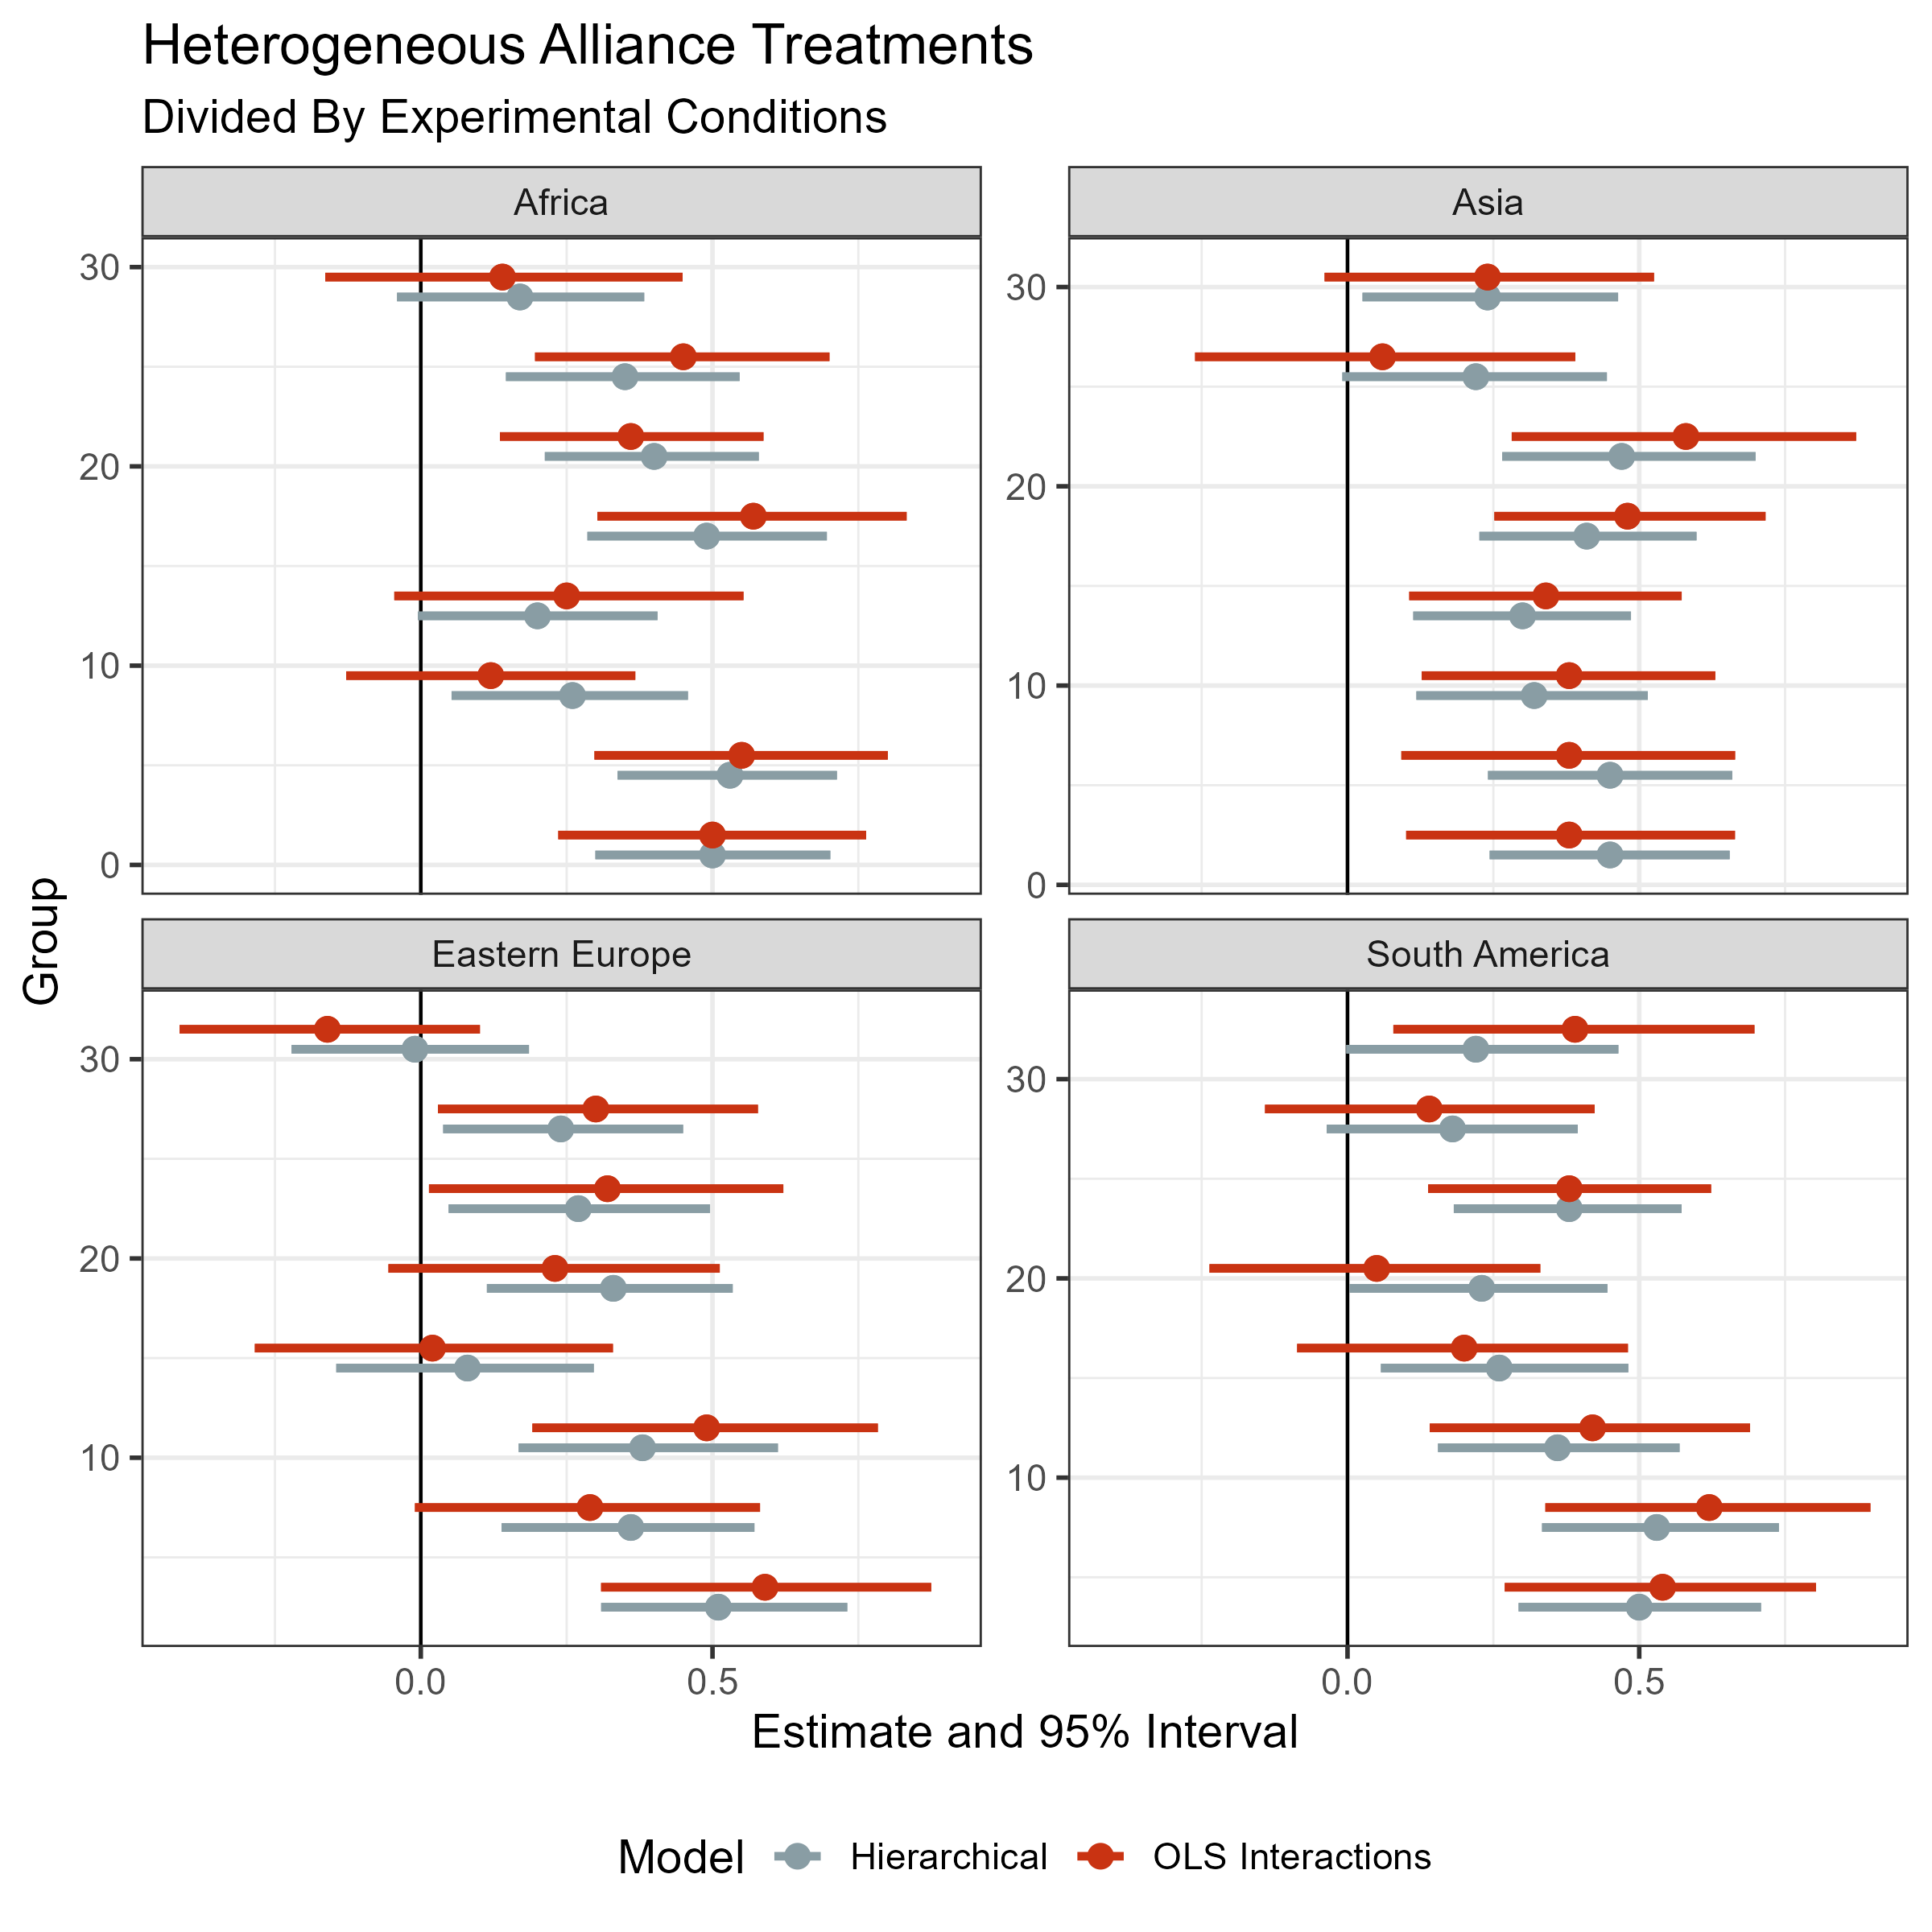 Heterogeneous Alliance Treatments
Divided By Experimental Conditions
Africa
Asia
30
20
10
0
30
20
10
0
Group
Eastern Europe
South America
30
20
10
30
20
10
0.0
0.5
0.0
0.5
Estimate and 95% Interval
Model
Hierarchical
OLS Interactions